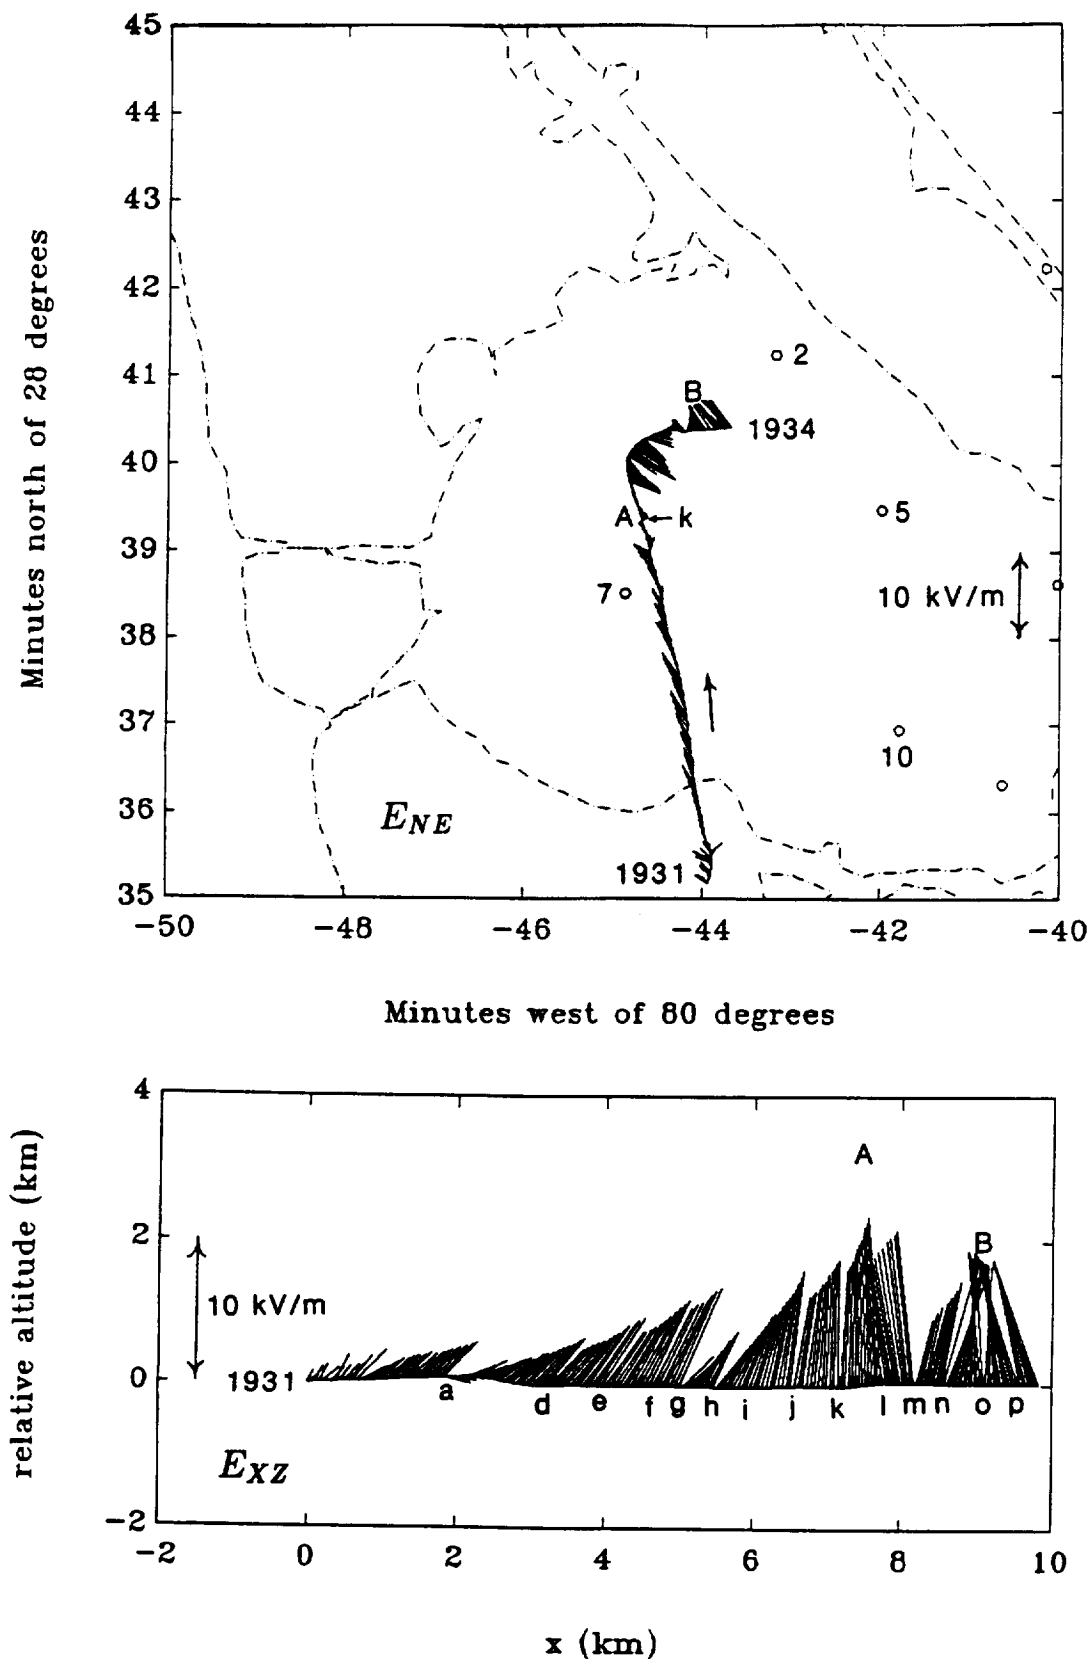 45
44
43
42
41
40
39
38
37
36
35
Minutes north of 28 degrees
2
B
1934
5
A
k
7
10 kV/m
10
E_NE
1931
-50
-48
-46
-44
-42
-40
Minutes west of 80 degrees
4
2
0
-2
relative altitude (km)
A
B
10 kV/m
1931
a
d
e
f
g
h
i
j
k
l
m
n
o
p
E_XZ
-2
0
2
4
6
8
10
x (km)